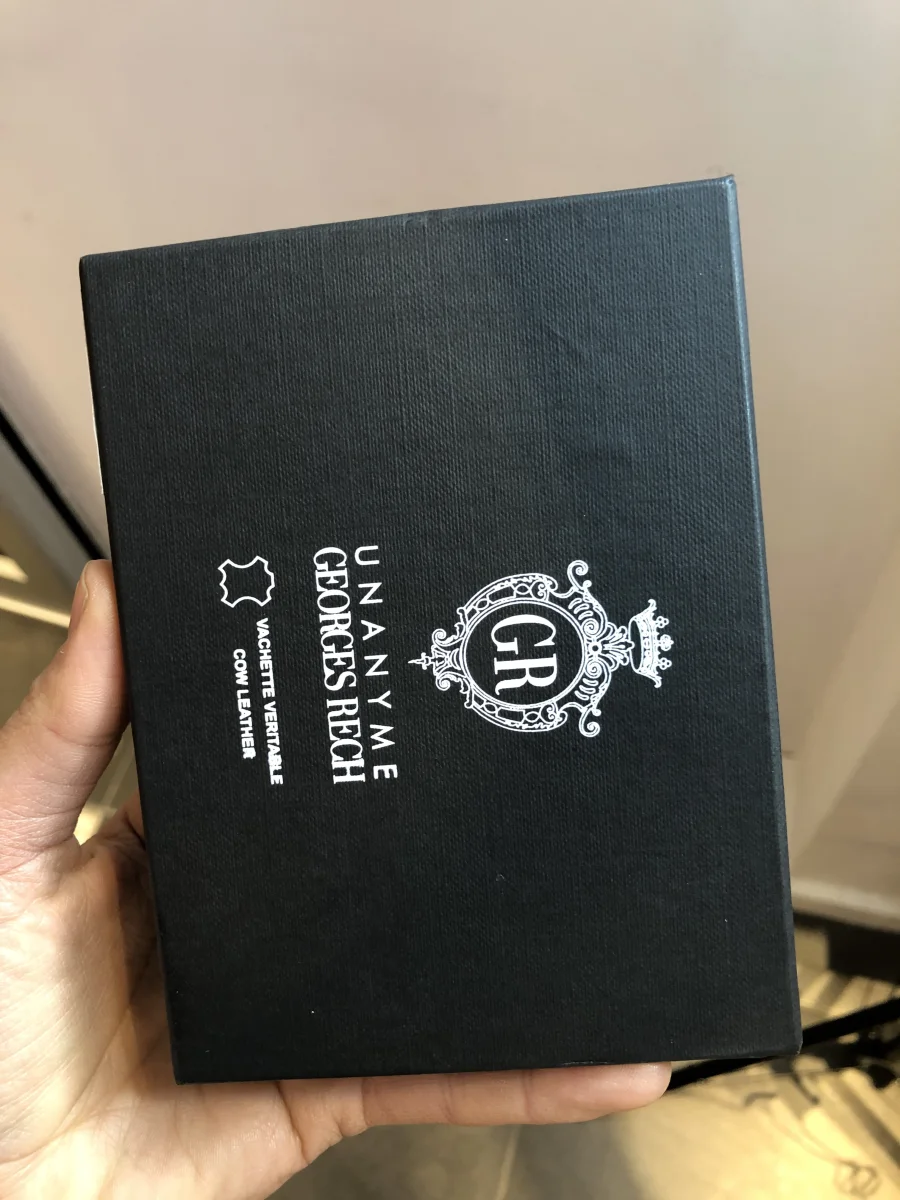 GR
UNANYME
GEORGES RECH
VACHETTE VERITABLE
COW LEATHER